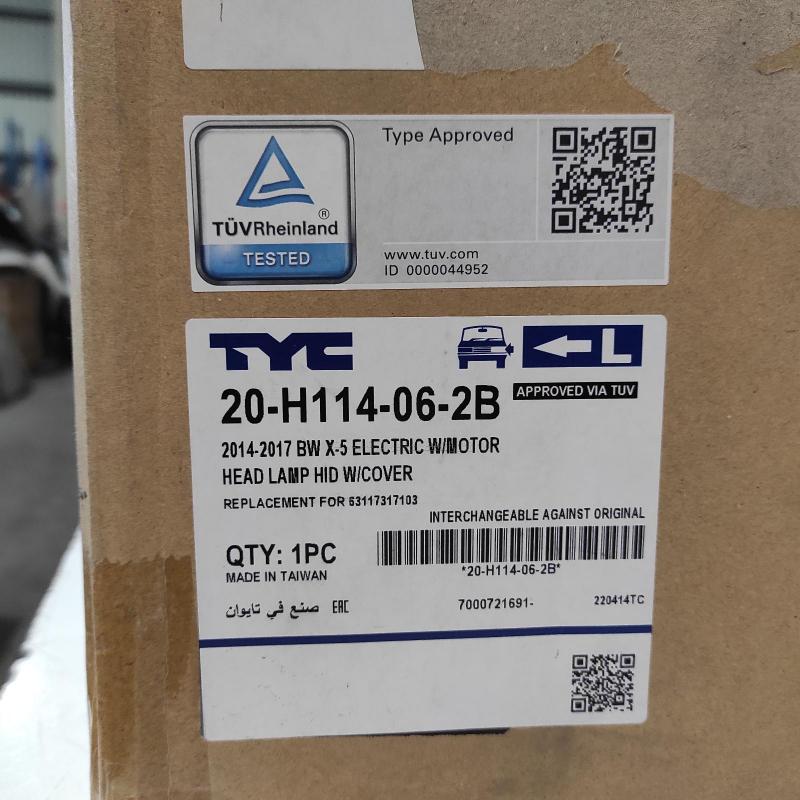 Type Approved
TÜVRheinland®
TESTED
www.tuv.com
ID 0000044952
TYC
L
20-H114-06-2B
APPROVED VIA TUV
2014-2017 BW X-5 ELECTRIC W/MOTOR
HEAD LAMP HID W/COVER
REPLACEMENT FOR 63117317103
INTERCHANGEABLE AGAINST ORIGINAL
QTY: 1PC
*20-H114-06-2B*
MADE IN TAIWAN
صنع في تايوان EAC
7000721691-
220414TC